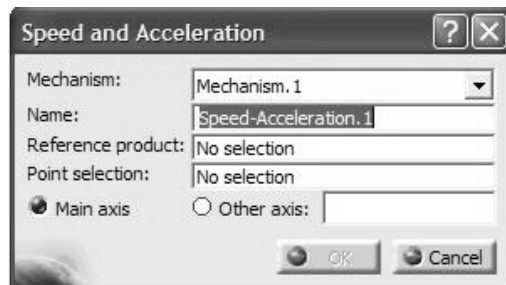 Speed and Acceleration
Mechanism: Mechanism.1
Name: Speed-Acceleration.1
Reference product: No selection
Point selection: No selection
Main axis Other axis:
OK Cancel